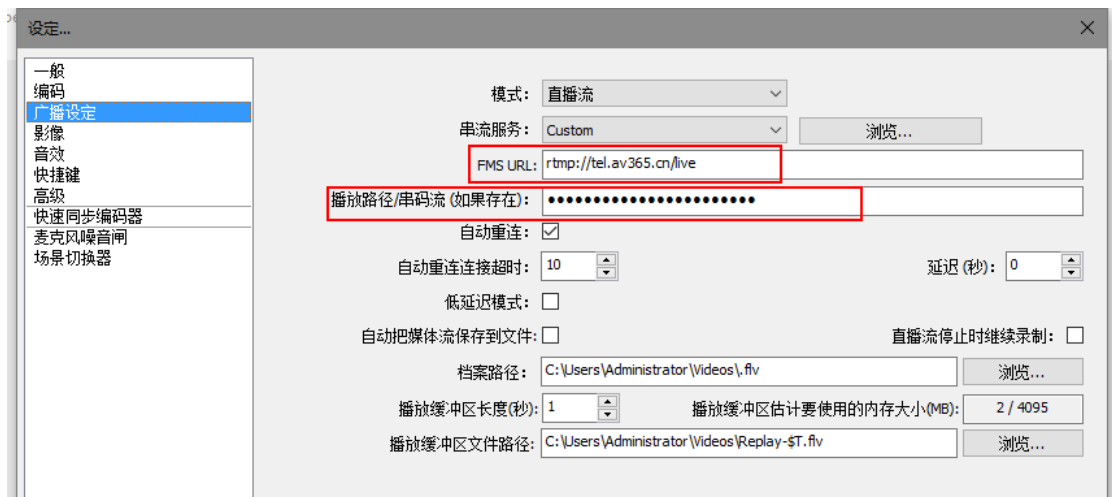 设定...
一般
编码
广播设定
影像
音效
快捷键
高级
快速同步编码器
麦克风噪音闸
场景切换器
模式： 直播流
串流服务： Custom 浏览...
FMS URL: rtmp://tel.av365.cn/live
播放路径/串码流 (如果存在)： ●●●●●●●●●●●●●●●●●●●●●●●
自动重连：
自动重连连接超时： 10 延迟 (秒)： 0
低延迟模式：
自动把媒体流保存到文件: 直播流停止时继续录制：
档案路径： C:\Users\Administrator\Videos\.flv 浏览...
播放缓冲区长度(秒): 1 播放缓冲区估计要使用的内存大小(MB): 2 / 4095
播放缓冲区文件路径: C:\Users\Administrator\Videos\Replay-$T.flv 浏览...